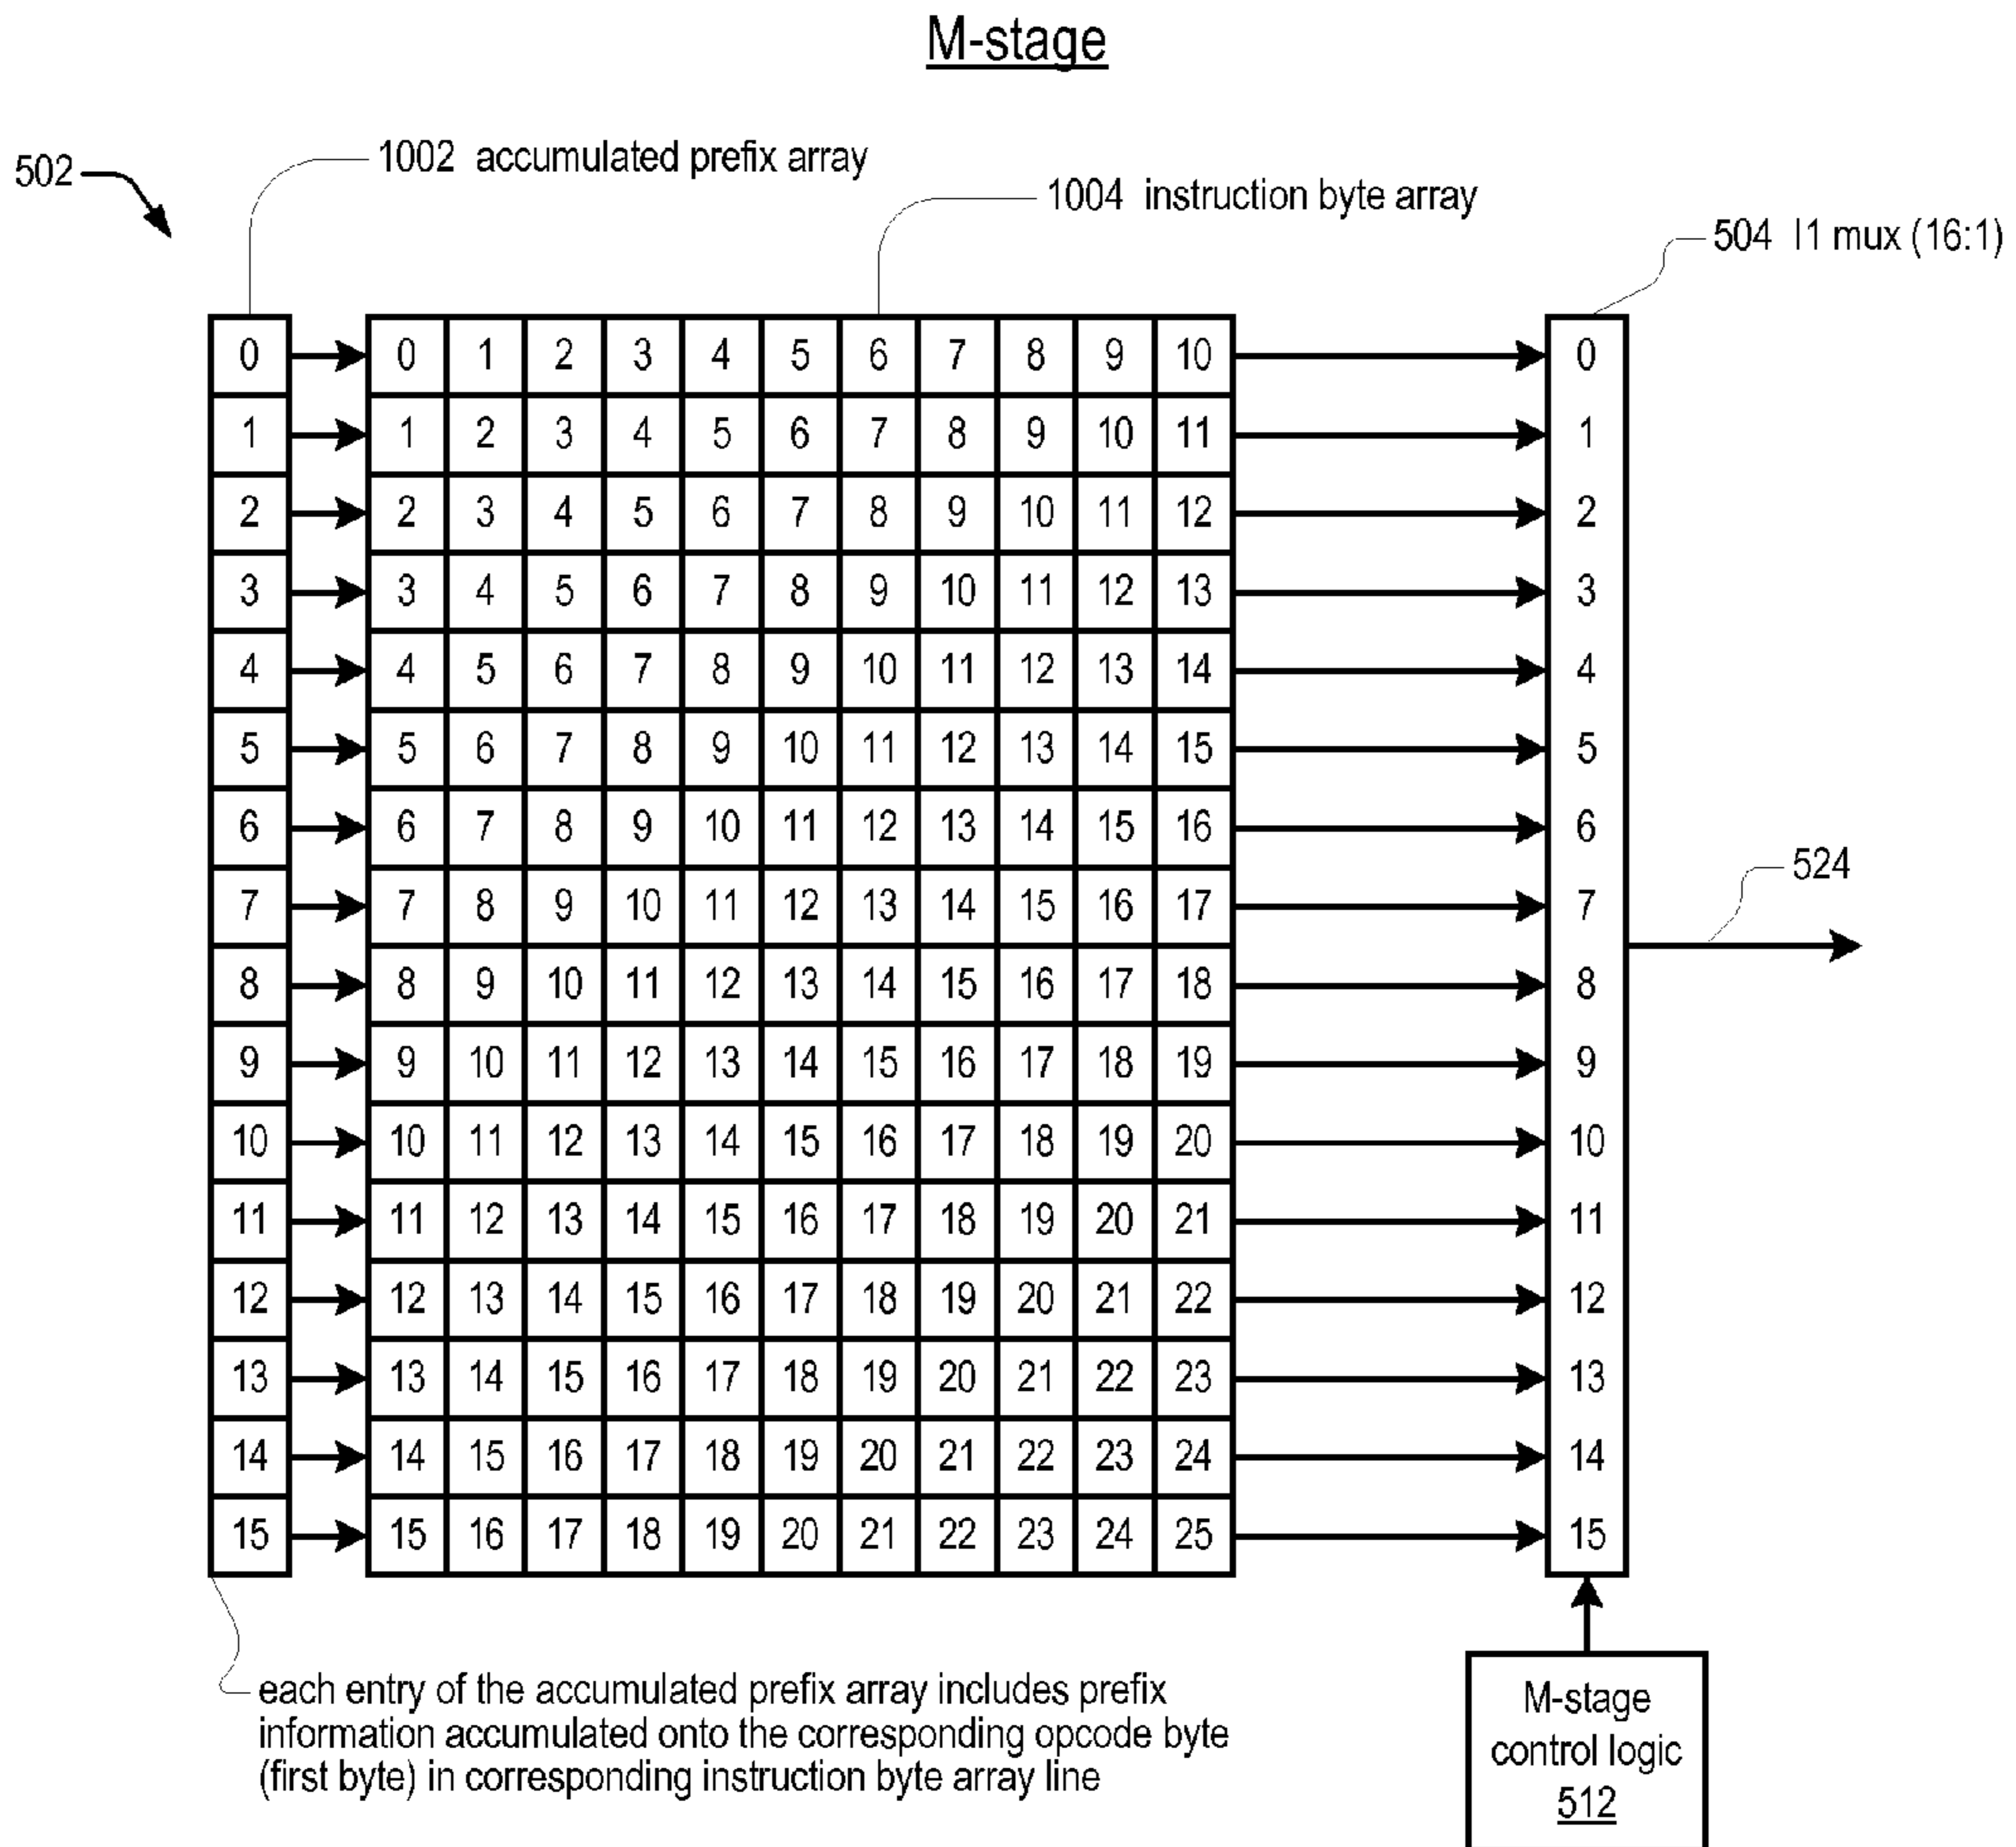 M-stage
502
1002 accumulated prefix array
1004 instruction byte array
504 I1 mux (16:1)
0 0 1 2 3 4 5 6 7 8 9 10 0
1 1 2 3 4 5 6 7 8 9 10 11 1
2 2 3 4 5 6 7 8 9 10 11 12 2
3 3 4 5 6 7 8 9 10 11 12 13 3
4 4 5 6 7 8 9 10 11 12 13 14 4
5 5 6 7 8 9 10 11 12 13 14 15 5
6 6 7 8 9 10 11 12 13 14 15 16 6
524
7 7 8 9 10 11 12 13 14 15 16 17 7
8 8 9 10 11 12 13 14 15 16 17 18 8
9 9 10 11 12 13 14 15 16 17 18 19 9
10 10 11 12 13 14 15 16 17 18 19 20 10
11 11 12 13 14 15 16 17 18 19 20 21 11
12 12 13 14 15 16 17 18 19 20 21 22 12
13 13 14 15 16 17 18 19 20 21 22 23 13
14 14 15 16 17 18 19 20 21 22 23 24 14
15 15 16 17 18 19 20 21 22 23 24 25 15
each entry of the accumulated prefix array includes prefix
information accumulated onto the corresponding opcode byte
(first byte) in corresponding instruction byte array line
M-stage
control logic
512